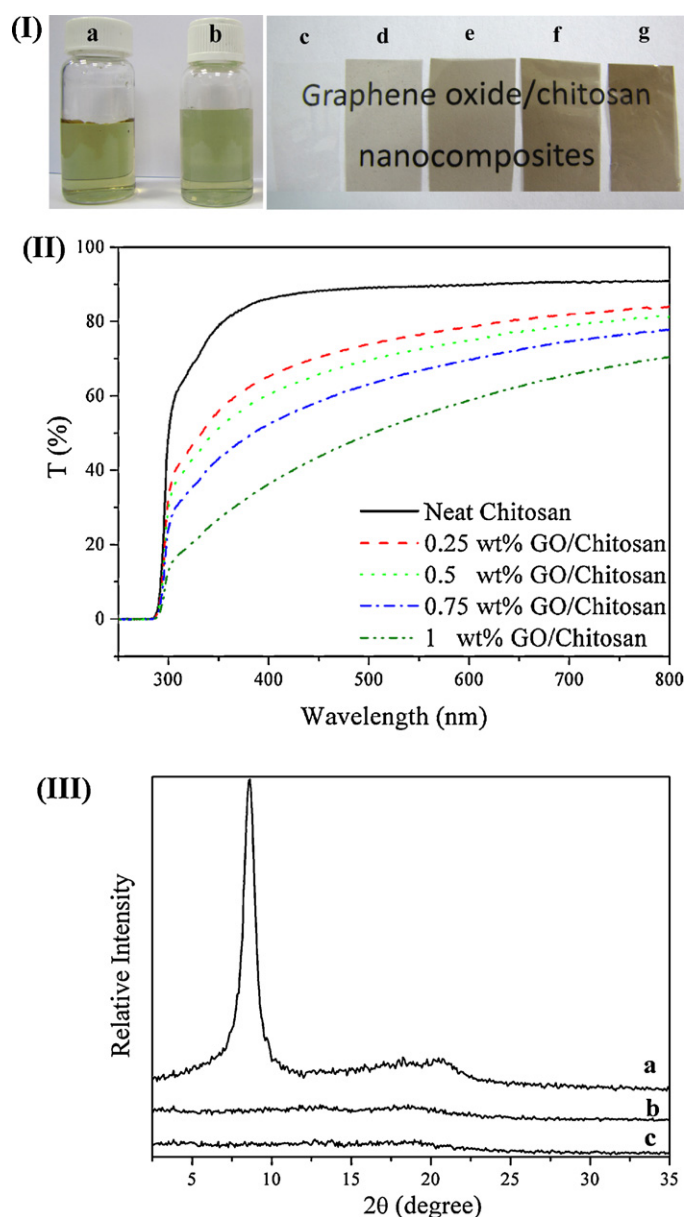 (I)
a b c d e f g
Graphene oxide/chitosan
nanocomposites
(II)
100
80
60
40
20
0
T (%)
Neat Chitosan
0.25 wt% GO/Chitosan
0.5 wt% GO/Chitosan
0.75 wt% GO/Chitosan
1 wt% GO/Chitosan
300 400 500 600 700 800
Wavelength (nm)
(III)
Relative Intensity
a
b
c
5 10 15 20 25 30 35
2θ (degree)